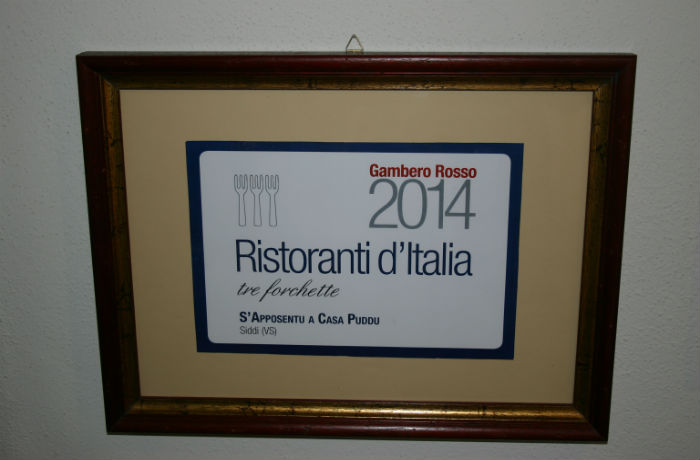 Gambero Rosso
2014
Ristoranti d'Italia
tre forchette
S'Apposentu a Casa Puddu
Siddi (VS)